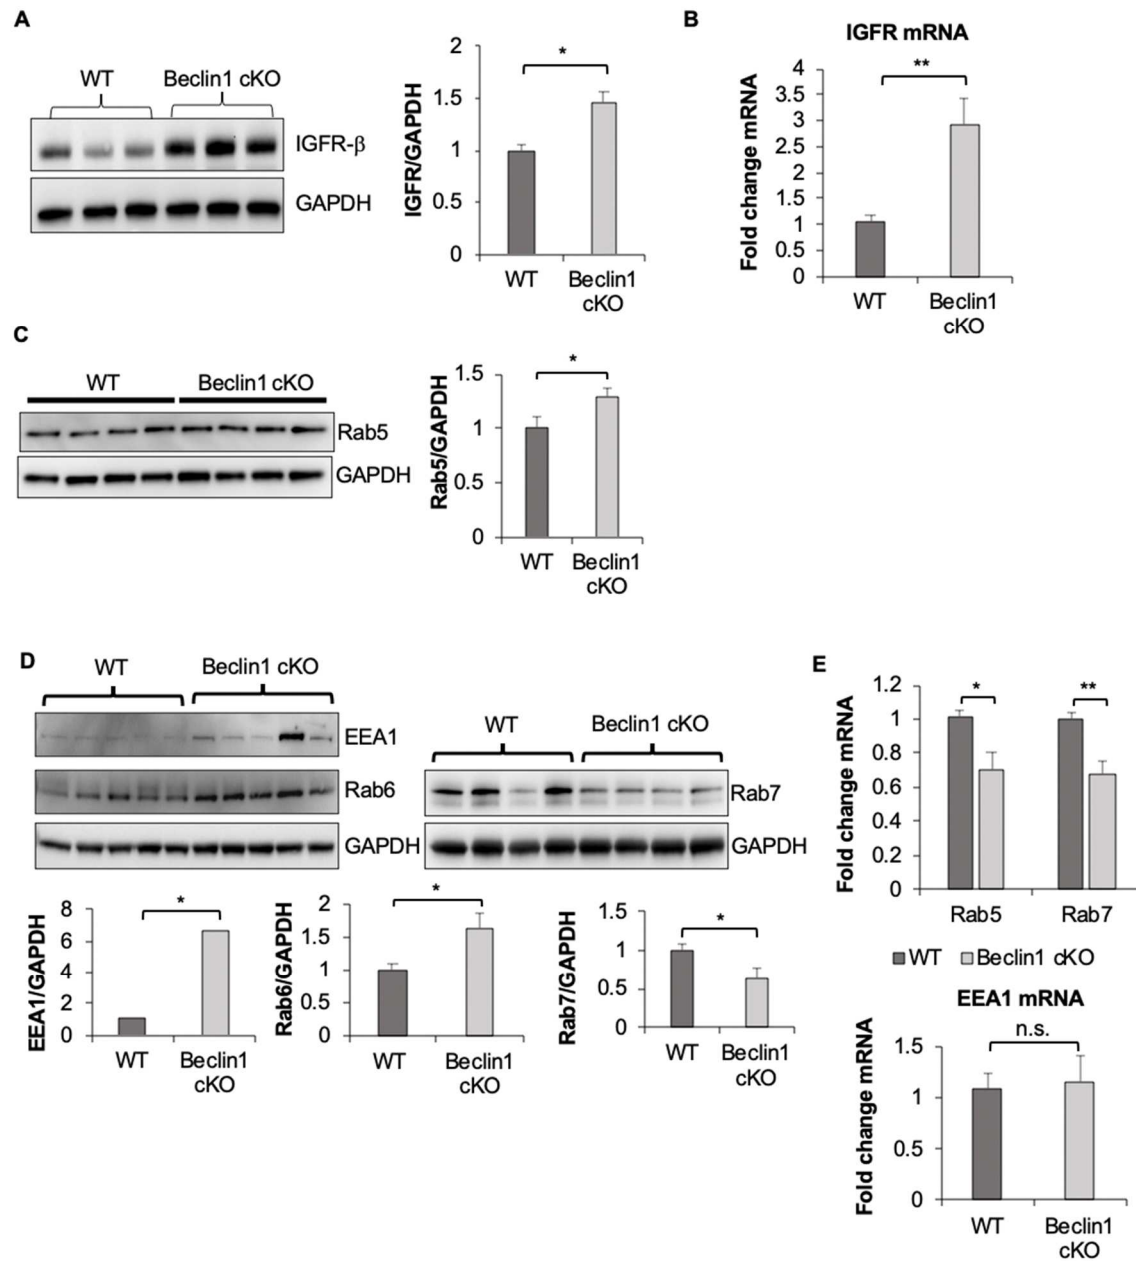 A
WT
Beclin1 cKO
IGFR-β
GAPDH
IGFR/GAPDH
2
1.5
1
0.5
0
*
WT
Beclin1
cKO
B
IGFR mRNA
Fold change mRNA
4
3.5
3
2.5
2
1.5
1
0.5
0
**
WT
Beclin1
cKO
C
WT
Beclin1 cKO
Rab5
GAPDH
Rab5/GAPDH
1.5
1
0.5
0
*
WT
Beclin1
cKO
D
WT
Beclin1 cKO
EEA1
Rab6
GAPDH
WT
Beclin1 cKO
Rab7
GAPDH
EEA1/GAPDH
8
6
4
2
0
*
WT
Beclin1
cKO
Rab6/GAPDH
2
1.5
1
0.5
0
*
WT
Beclin1
cKO
Rab7/GAPDH
1.5
1
0.5
0
*
WT
Beclin1
cKO
E
Fold change mRNA
1.2
1
0.8
0.6
0.4
0.2
0
*
**
Rab5
Rab7
WT
Beclin1 cKO
EEA1 mRNA
Fold change mRNA
1.5
1
0.5
0
n.s.
WT
Beclin1
cKO